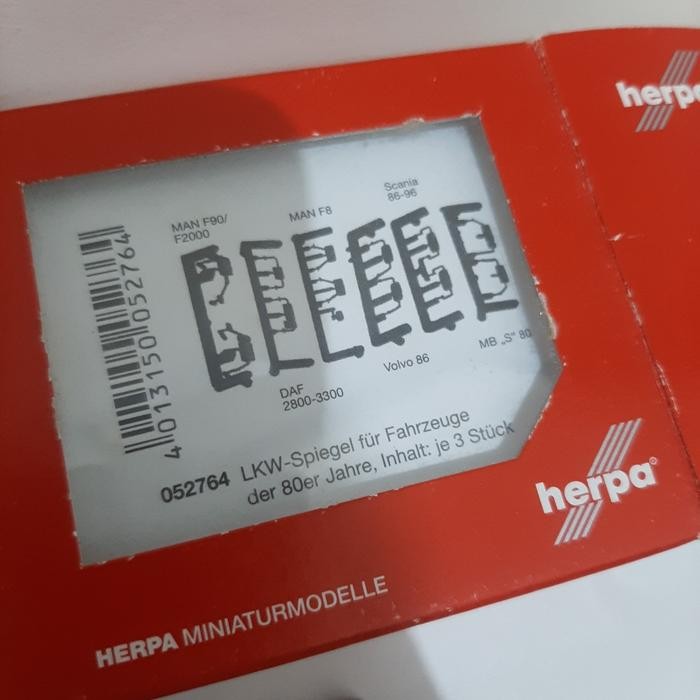 herpa
MAN F90/
F2000
MAN F8
Scania
86-96
DAF
2800-3300
Volvo 86
MB „S“ 80
4 013150 052764
052764 LKW-Spiegel für Fahrzeuge
der 80er Jahre, Inhalt: je 3 Stück
herpa®
HERPA MINIATURMODELLE